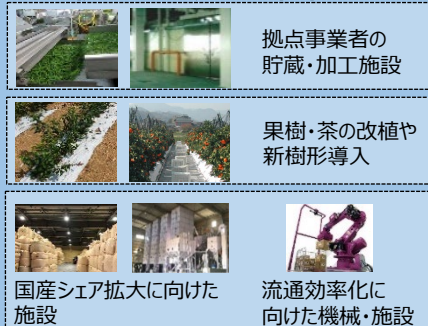 拠点事業者の
貯蔵・加工施設
果樹・茶の改植や
新樹形導入
国産シェア拡大に向けた
施設
流通効率化に
向けた機械・施設